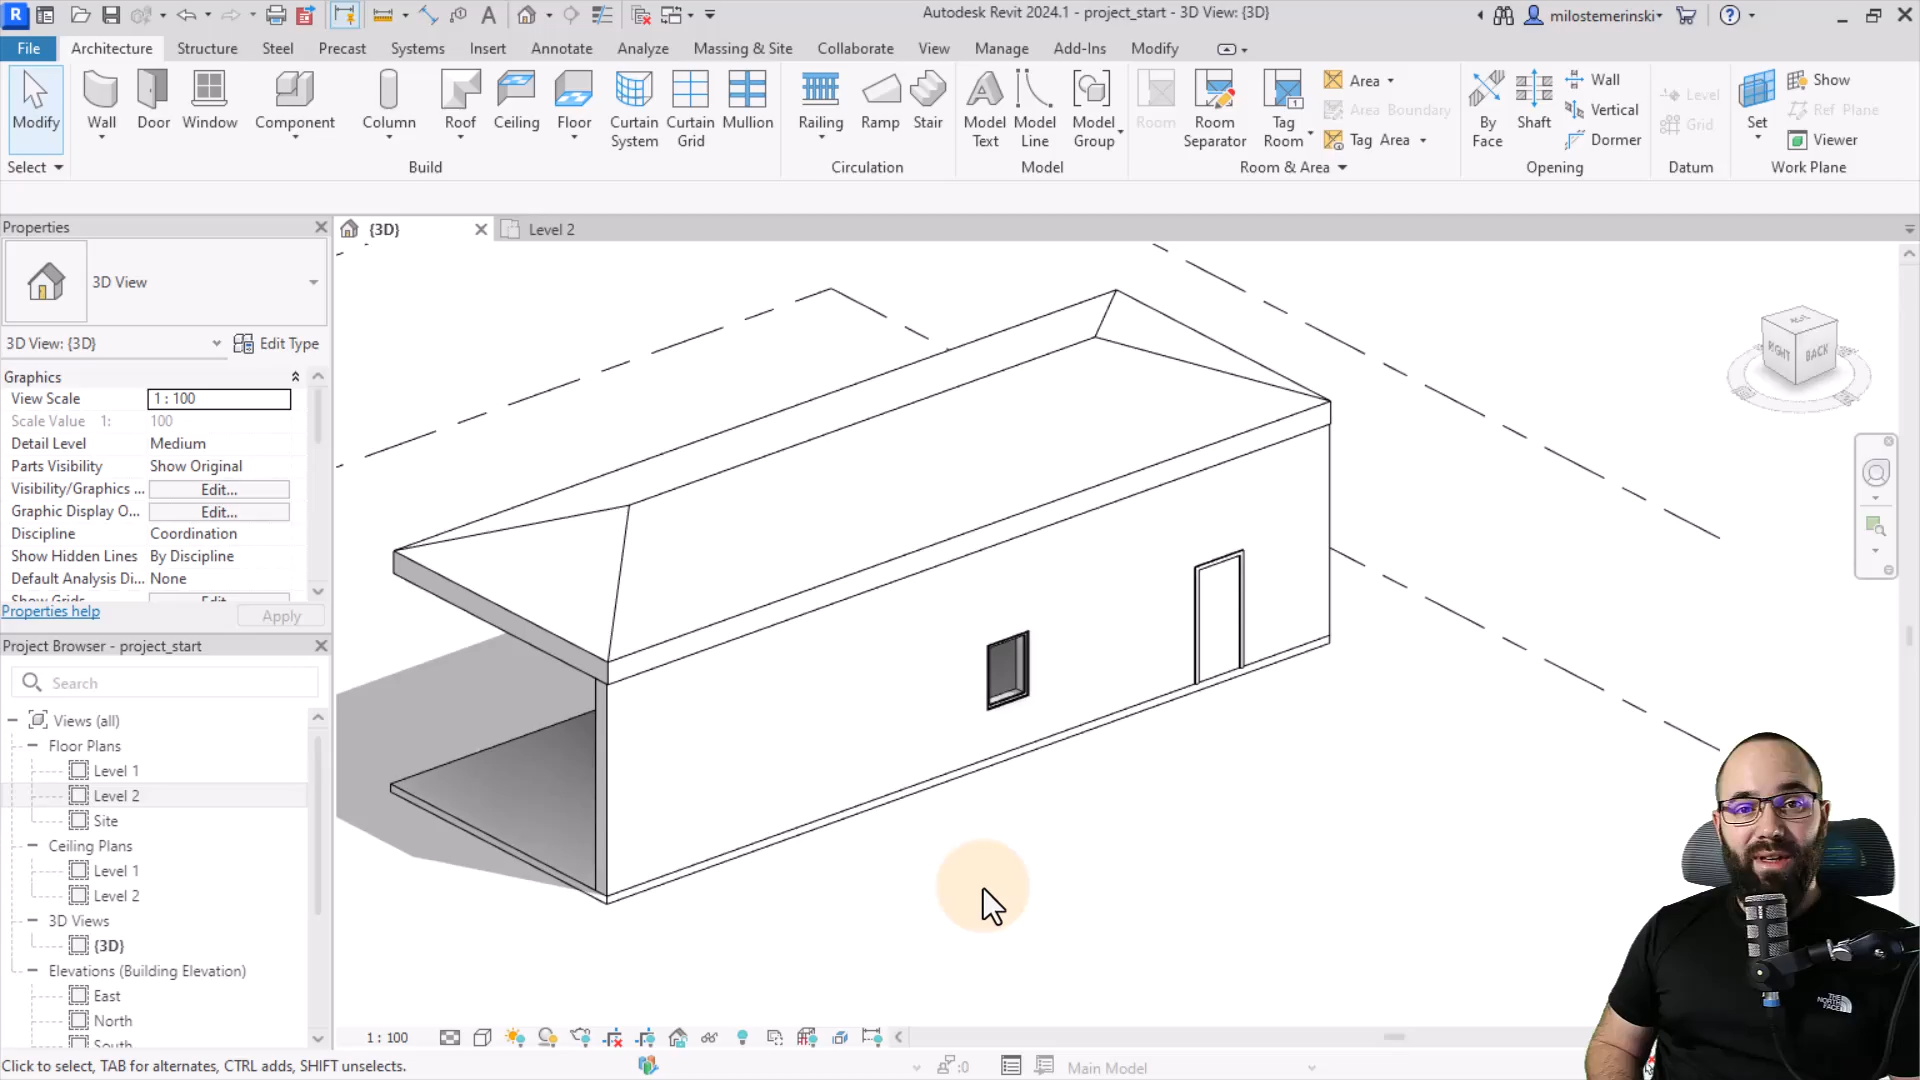 R
A
Autodesk Revit 2024.1 - project_start - 3D View: {3D}
milostemerinski
?
File
Architecture
Structure
Steel
Precast
Systems
Insert
Annotate
Analyze
Massing & Site
Collaborate
View
Manage
Add-Ins
Modify
Modify
Wall
Door
Window
Component
Column
Roof
Ceiling
Floor
Curtain
System
Curtain
Grid
Mullion
Railing
Ramp
Stair
Model
Text
Model
Line
Model
Group
Room
Room
Separator
Tag
Room
Area
Area Boundary
Tag Area
By
Face
Shaft
Wall
Vertical
Dormer
Level
Grid
Set
Show
Ref Plane
Viewer
Select
Build
Circulation
Model
Room & Area
Opening
Datum
Work Plane
Properties
3D View
3D View: {3D}
Edit Type
Graphics
View Scale
1 : 100
Scale Value 1:
100
Detail Level
Medium
Parts Visibility
Show Original
Visibility/Graphics ...
Edit...
Graphic Display O...
Edit...
Discipline
Coordination
Show Hidden Lines
By Discipline
Default Analysis Di...
None
Show Grids
Edit...
Properties help
Apply
Project Browser - project_start
Search
Views (all)
Floor Plans
Level 1
Level 2
Site
Ceiling Plans
Level 1
Level 2
3D Views
{3D}
Elevations (Building Elevation)
East
North
South
{3D}
Level 2
RIGHT
BACK
THE
NORTH
FACE
1 : 100
Click to select, TAB for alternates, CTRL adds, SHIFT unselects.
:0
Main Model